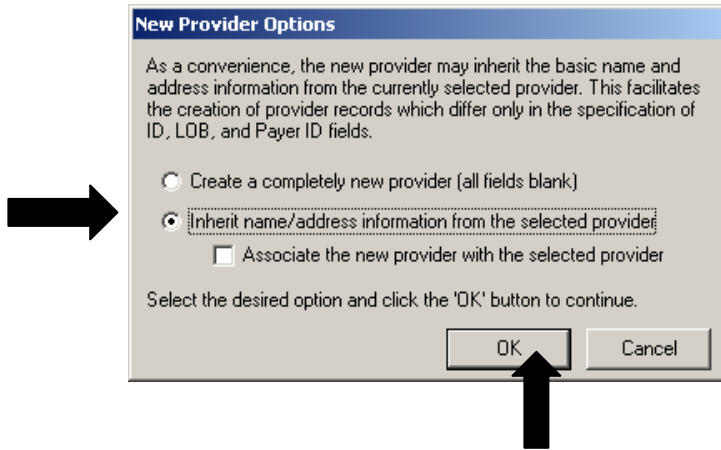 New Provider Options
As a convenience, the new provider may inherit the basic name and
address information from the currently selected provider. This facilitates
the creation of provider records which differ only in the specification of
ID, LOB, and Payer ID fields.
Create a completely new provider (all fields blank)
Inherit name/address information from the selected provider
Associate the new provider with the selected provider
Select the desired option and click the 'OK' button to continue.
OK Cancel